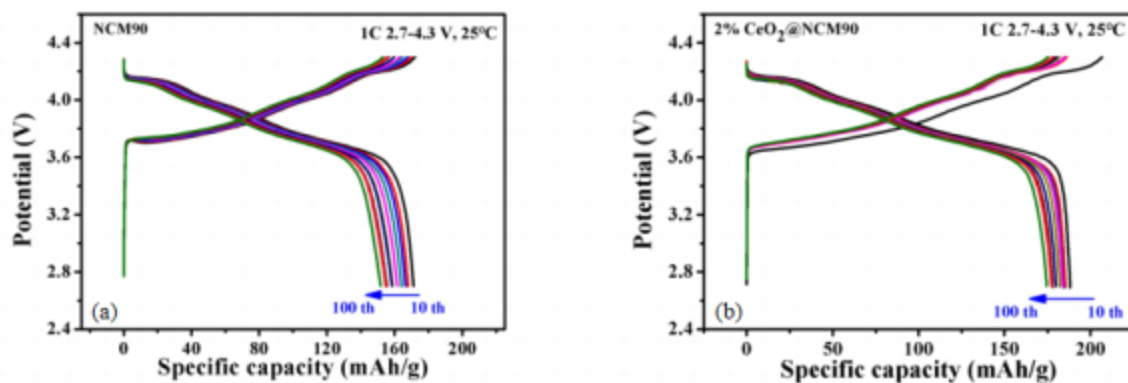 NCM90
1C 2.7-4.3 V, 25℃
4.4
4.0
3.6
3.2
2.8
2.4
Potential (V)
(a)
100 th
10 th
0
40
80
120
160
200
Specific capacity (mAh/g)
2% CeO₂@NCM90
1C 2.7-4.3 V, 25℃
4.4
4.0
3.6
3.2
2.8
2.4
Potential (V)
(b)
100 th
10 th
0
50
100
150
200
Specific capacity (mAh/g)